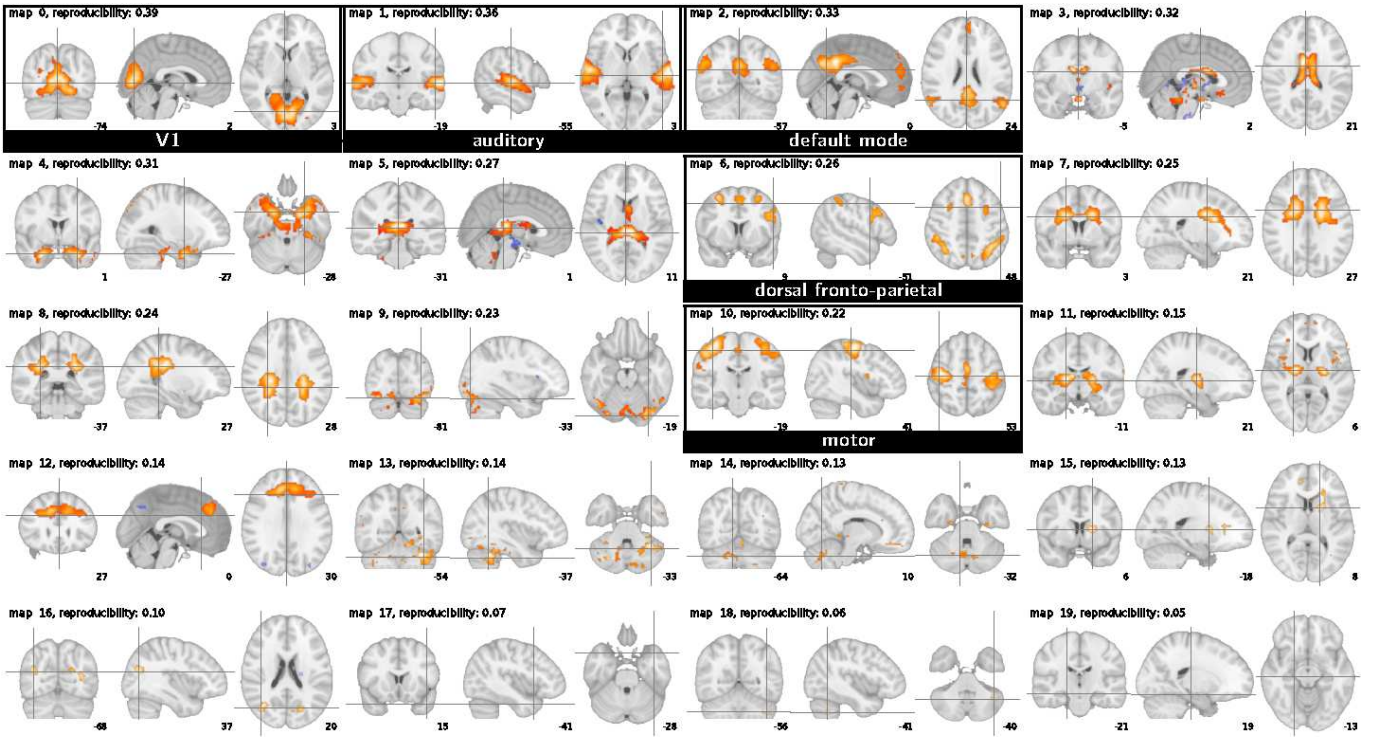 map 0, reproducibility: 0.39
-74 2 3
V1
map 1, reproducibility: 0.36
-19 -55 3
auditory
map 2, reproducibility: 0.33
-57 0 24
default mode
map 3, reproducibility: 0.32
-5 2 21
map 4, reproducibility: 0.31
1 -27 -28
map 5, reproducibility: 0.27
-31 1 11
map 6, reproducibility: 0.26
9 -51 48
dorsal fronto-parietal
map 7, reproducibility: 0.25
3 21 27
map 8, reproducibility: 0.24
-37 27 28
map 9, reproducibility: 0.23
-81 -33 -19
map 10, reproducibility: 0.22
-19 41 53
motor
map 11, reproducibility: 0.15
-11 21 6
map 12, reproducibility: 0.14
27 0 30
map 13, reproducibility: 0.14
-54 -37 -33
map 14, reproducibility: 0.13
-64 10 -32
map 15, reproducibility: 0.13
6 -18 8
map 16, reproducibility: 0.10
-68 37 20
map 17, reproducibility: 0.07
15 -41 -28
map 18, reproducibility: 0.06
-56 -41 -40
map 19, reproducibility: 0.05
-21 19 -13